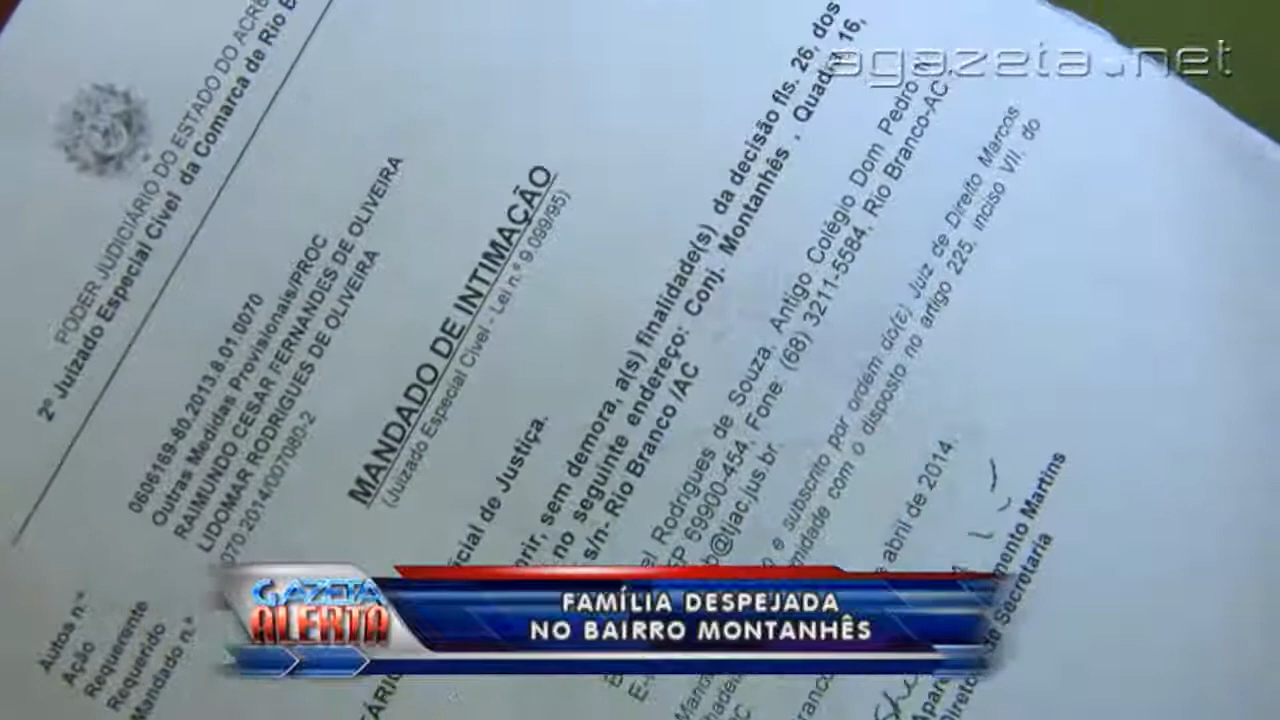 agazeta.net
PODER JUDICIÁRIO DO ESTADO DO ACRE
2º Juizado Especial Cível da Comarca de Rio B
Autos n.º 0606169-80.2013.8.01.0070
Ação Outras Medidas Provisionais/PROC
Requerente RAIMUNDO CESAR FERNANDES DE OLIVEIRA
Requerido LIDOMAR RODRIGUES DE OLIVEIRA
Mandado n.º 070.2014/007080-2
MANDADO DE INTIMAÇÃO
(Juizado Especial Cível - Lei n.º 9.099/95)
icial de Justiça.
prir, sem demora, a(s) finalidade(s) da decisão fls. 26, dos
no seguinte endereço: Conj. Montanhês , Quadra 16,
s/n- Rio Branco /AC
el Rodrigues de Souza, Antigo Colégio Dom Pedro
EP 69900-454, Fone: (68) 3211-5584, Rio Branco-AC
b@tjac.jus.br
o e subscrito por ordem do(a) Juiz de Direito Marcos
midade com o disposto no artigo 225, inciso VII, do
abril de 2014.
mento Martins
Secretaria
GAZETA
ALERTA
FAMÍLIA DESPEJADA
NO BAIRRO MONTANHÊS